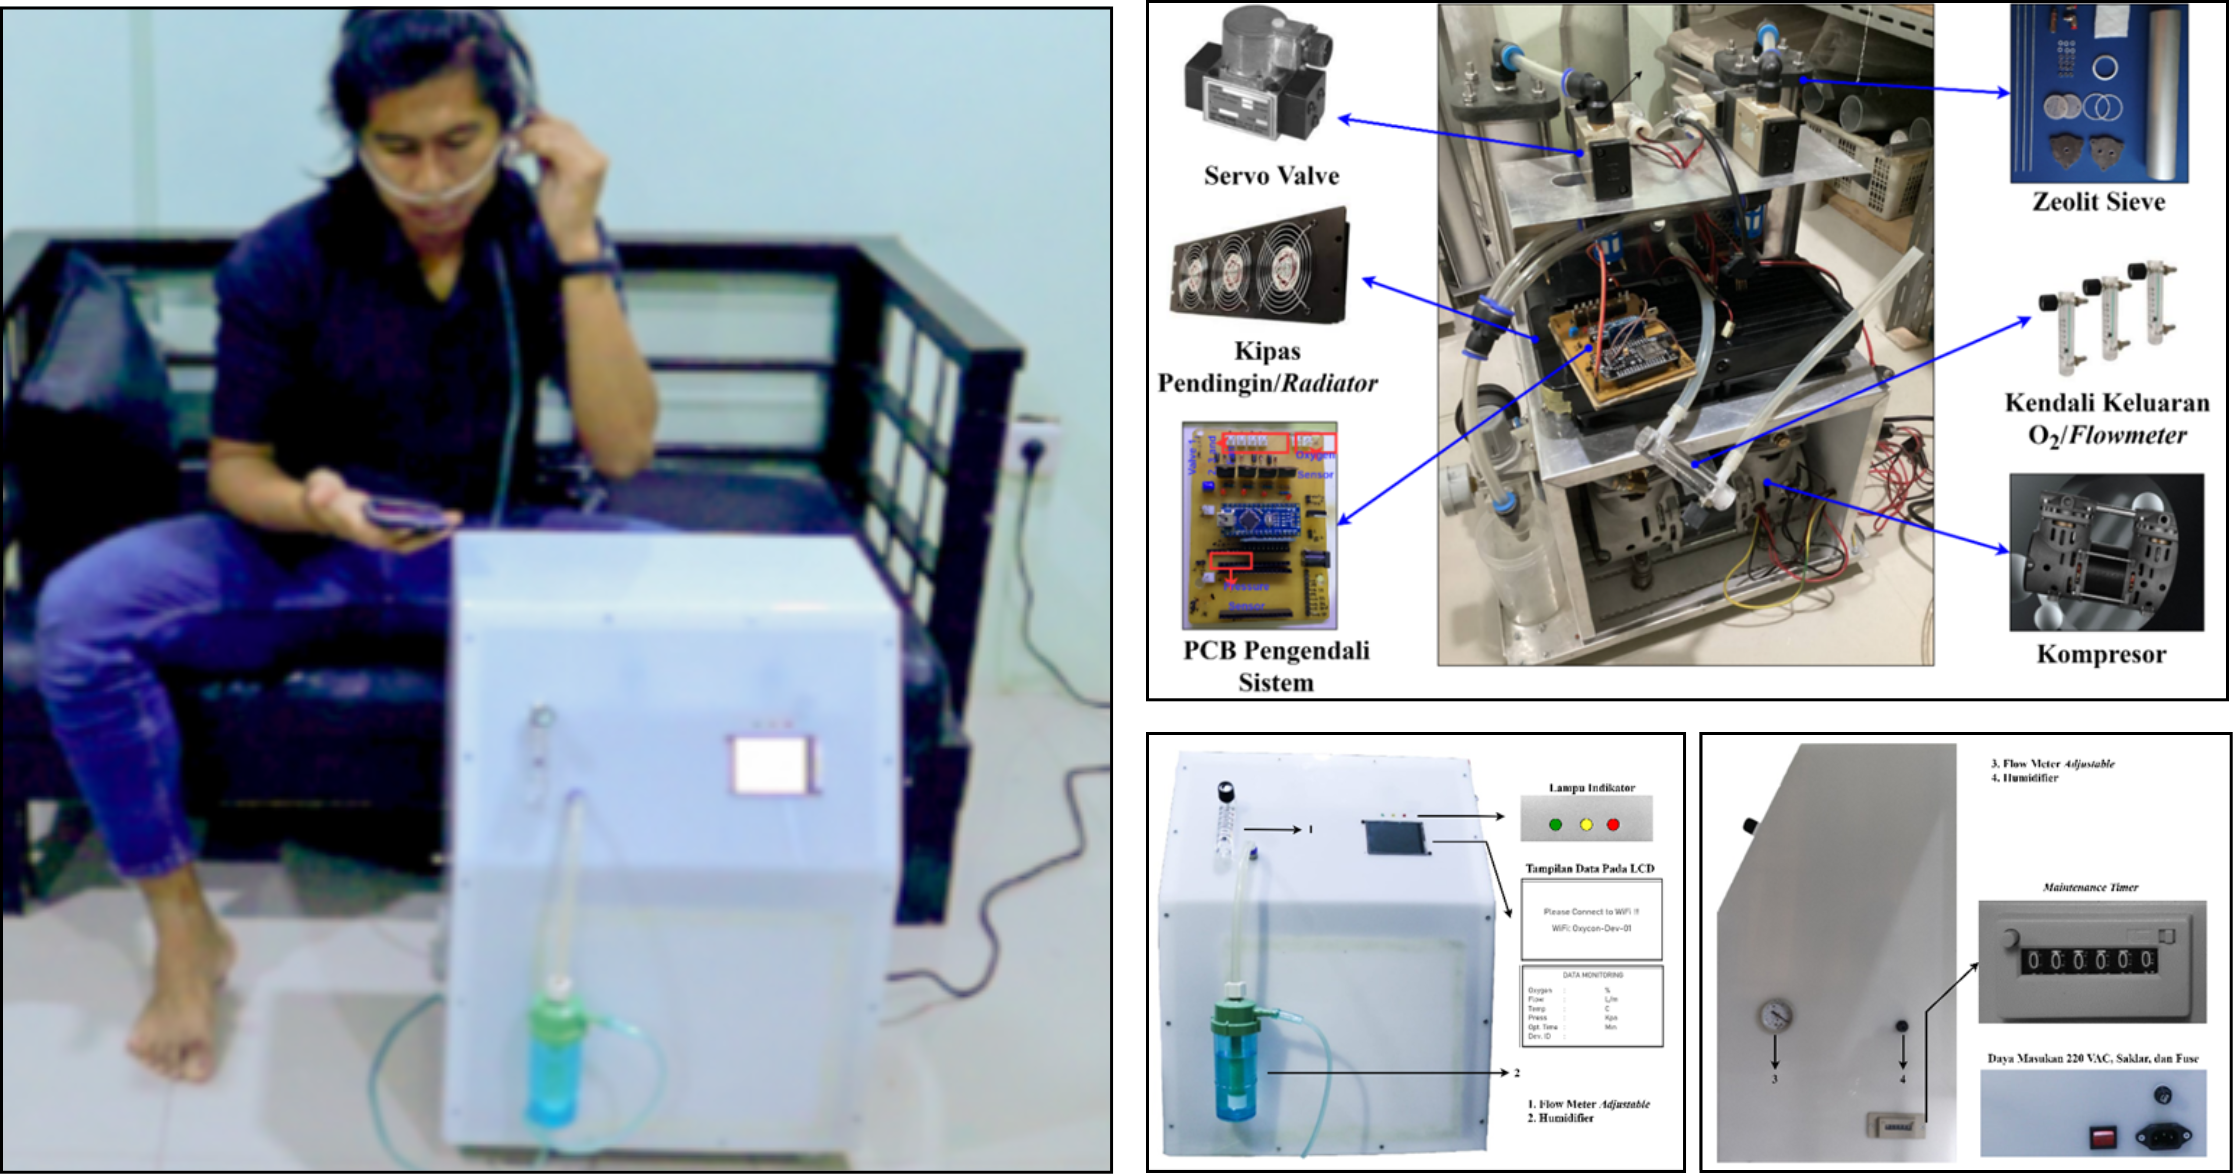 Servo Valve
Kipas
Pendingin/Radiator
Valve 1,
2, 3 and
Oxygen
Sensor
Pressure
Sensor
PCB Pengendali
Sistem
Zeolit Sieve
Kendali Keluaran
O₂/Flowmeter
Kompresor
1
Lampu Indikator
Tampilan Data Pada LCD
Please Connect to WiFi !!!
WiFi: Oxycon-Dev-01
DATA MONITORING
Oxygen : %
Flow : L/m
Temp : C
Press : Kpa
Opt. Time : Min
Dev. ID :
2
1. Flow Meter Adjustable
2. Humidifier
3. Flow Meter Adjustable
4. Humidifier
Maintenance Timer
0 0 0 0 0 0
3
4
Daya Masukan 220 VAC, Saklar, dan Fuse